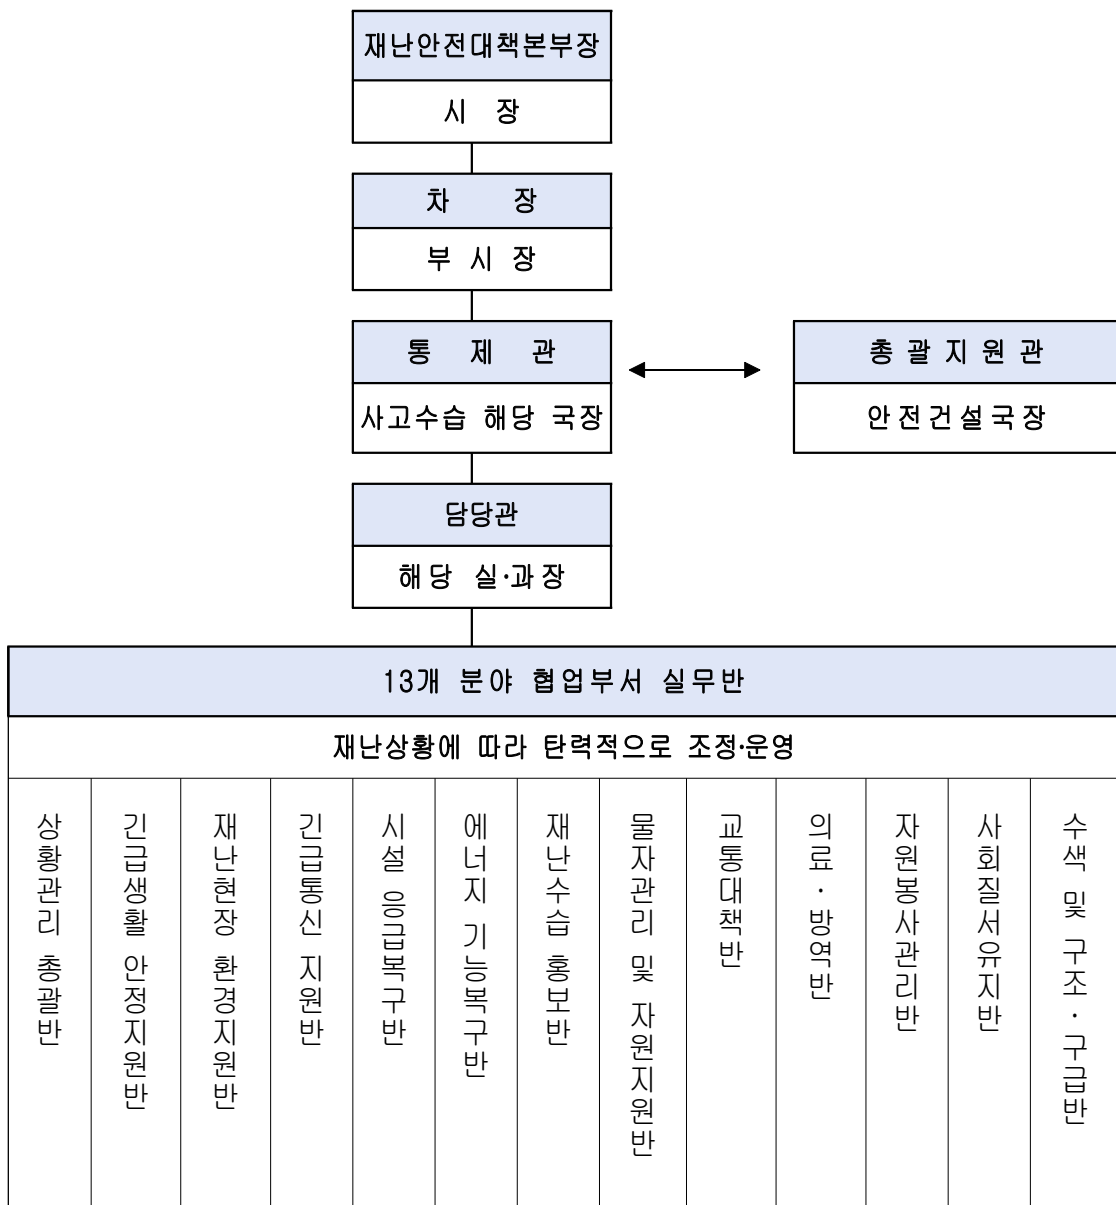 재난안전대책본부장
시 장
차 장
부 시 장
통 제 관
총 괄 지 원 관
사고수습 해당 국장
안전건설국장
담당관
해당 실·과장
13개 분야 협업부서 실무반
재난상황에 따라 탄력적으로 조정·운영
상황관리 총괄반
긴급생활 안정지원반
재난현장 환경지원반
긴급통신 지원반
시설 응급복구반
에너지 기능복구반
재난수습 홍보반
물자관리 및 자원지원반
교통대책반
의료·방역반
자원봉사관리반
사회질서유지반
수색 및 구조·구급반